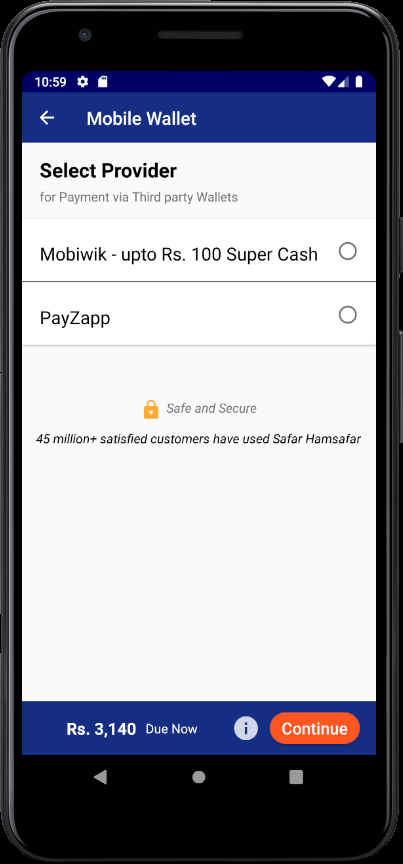 10:59
Mobile Wallet
Select Provider
for Payment via Third party Wallets
Mobiwik - upto Rs. 100 Super Cash
PayZapp
Safe and Secure
45 million+ satisfied customers have used Safar Hamsafar
Rs. 3,140 Due Now i Continue